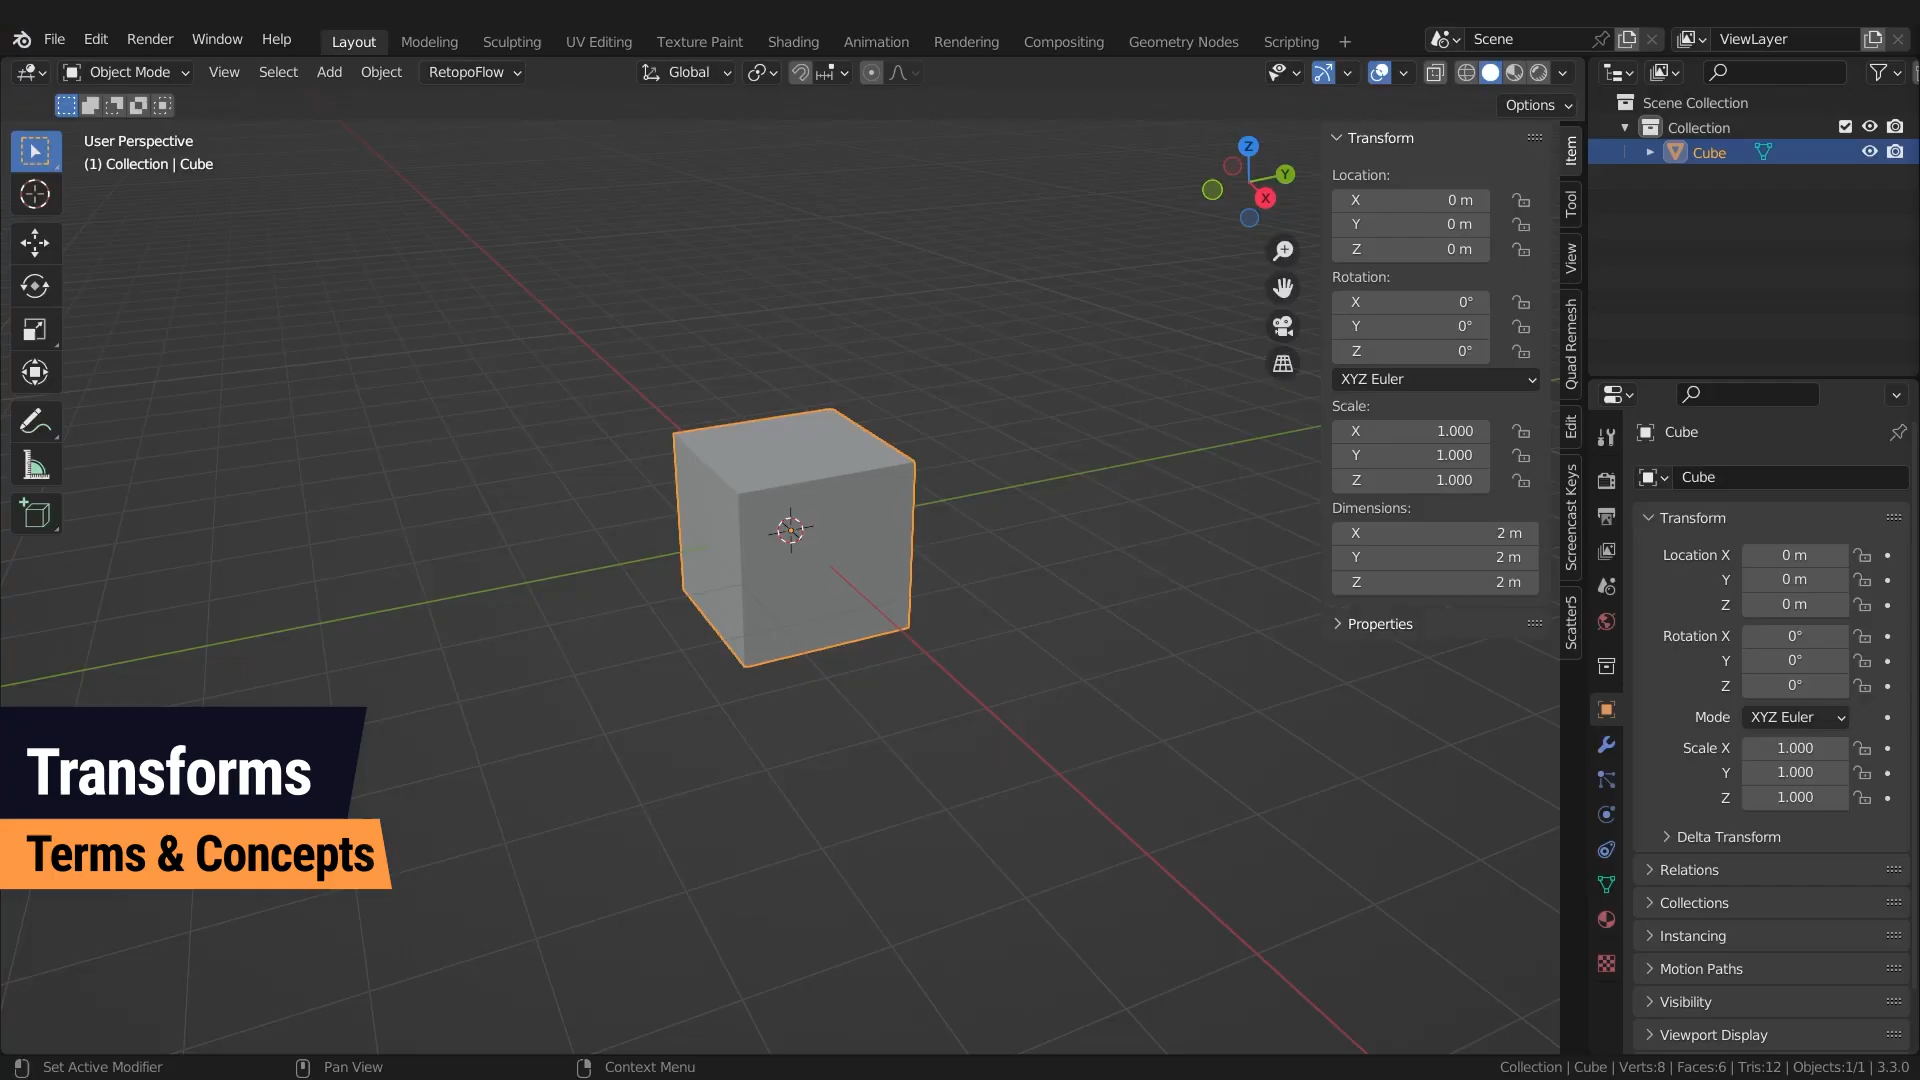 File Edit Render Window Help Layout Modeling Sculpting UV Editing Texture Paint Shading Animation Rendering Compositing Geometry Nodes Scripting + Scene ViewLayer
Object Mode View Select Add Object RetopoFlow Global
Options
User Perspective
(1) Collection | Cube
Z
Y
X
Transform
Location:
X 0 m
Y 0 m
Z 0 m
Rotation:
X 0°
Y 0°
Z 0°
XYZ Euler
Scale:
X 1.000
Y 1.000
Z 1.000
Dimensions:
X 2 m
Y 2 m
Z 2 m
Properties
Item
Tool
View
Quad Remesh
Edit
Screencast Keys
Scatter5
Scene Collection
Collection
Cube
Cube
Cube
Transform
Location X 0 m
Y 0 m
Z 0 m
Rotation X 0°
Y 0°
Z 0°
Mode XYZ Euler
Scale X 1.000
Y 1.000
Z 1.000
Delta Transform
Relations
Collections
Instancing
Motion Paths
Visibility
Viewport Display
Transforms
Terms & Concepts
Set Active Modifier Pan View Context Menu Collection | Cube | Verts:8 | Faces:6 | Tris:12 | Objects:1/1 | 3.3.0